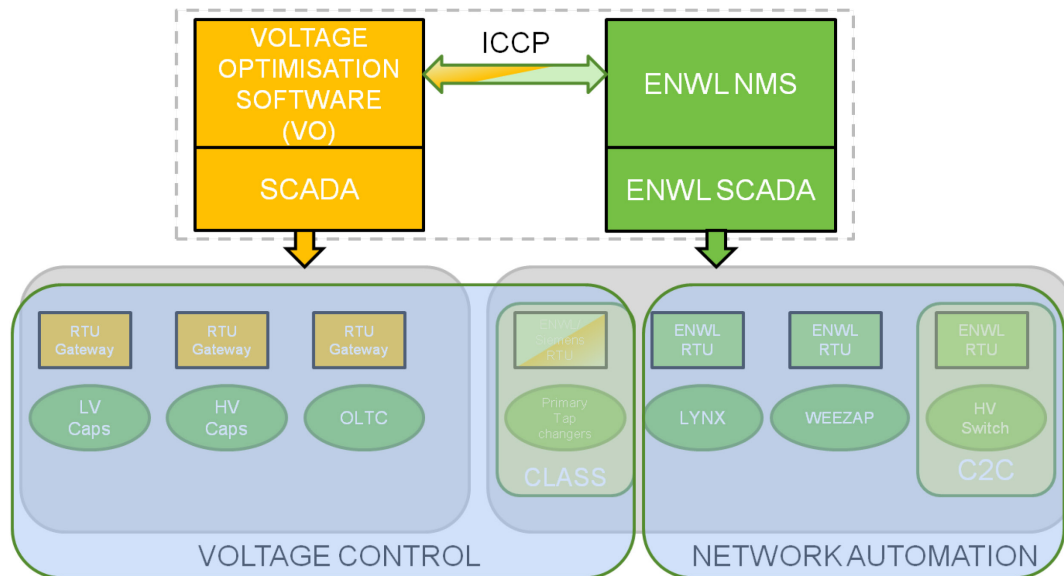 VOLTAGE
OPTIMISATION
SOFTWARE
(VO)
ICCP
ENWL NMS
SCADA
ENWL SCADA
RTU
Gateway
RTU
Gateway
RTU
Gateway
ENWL/
Siemens
RTU
ENWL
RTU
ENWL
RTU
ENWL
RTU
LV
Caps
HV
Caps
OLTC
Primary
Tap
changers
LYNX
WEEZAP
HV
Switch
CLASS
C2C
VOLTAGE CONTROL
NETWORK AUTOMATION